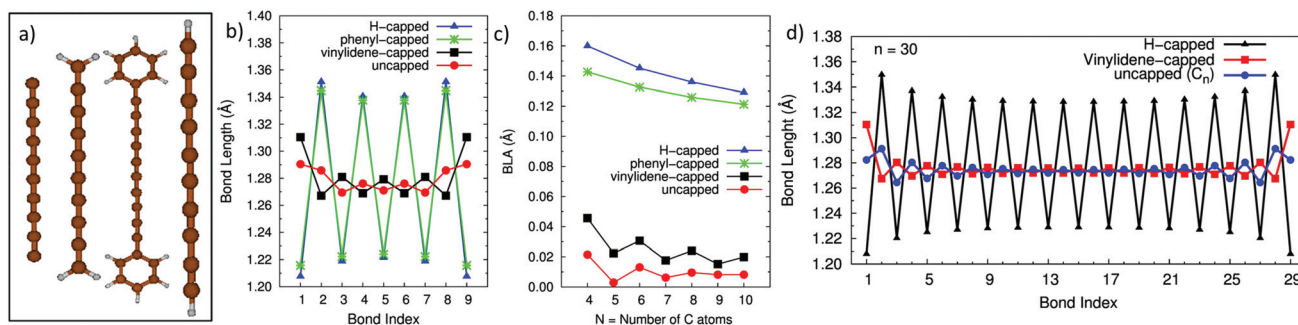 a)
b)
1.40
1.38
1.36
1.34
1.32
1.30
1.28
1.26
1.24
1.22
1.20
Bond Length (Å)
H-capped
phenyl-capped
vinylidene-capped
uncapped
1 2 3 4 5 6 7 8 9
Bond Index
c)
0.20
0.18
0.16
0.14
0.12
0.10
0.08
0.06
0.04
0.02
0.00
BLA (Å)
H-capped
phenyl-capped
vinylidene-capped
uncapped
4 5 6 7 8 9 10
N = Number of C atoms
d)
1.38
1.36
1.34
1.32
1.30
1.28
1.26
1.24
1.22
1.20
Bond Lenght (Å)
n = 30
H-capped
Vinylidene-capped
uncapped (Cn)
1 5 9 13 17 21 25 29
Bond Index